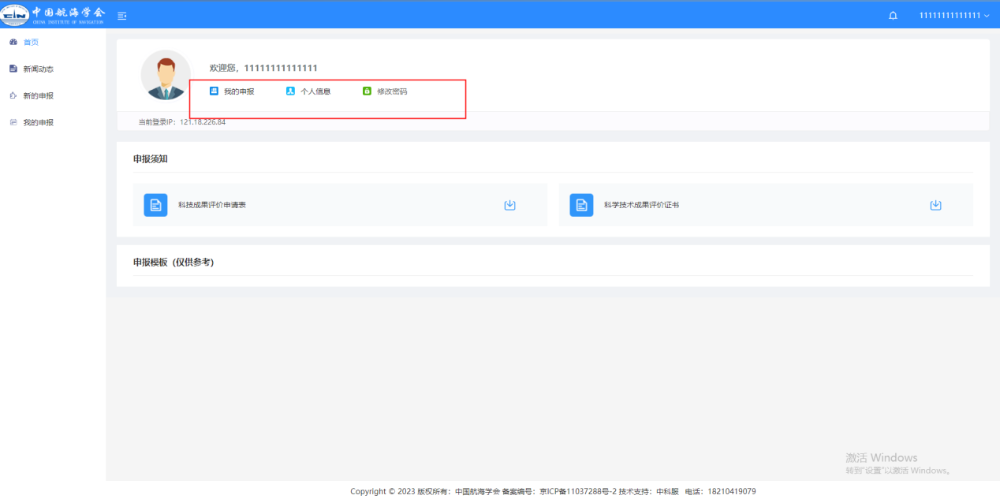 中国航海学会
CHINA INSTITUTE OF NAVIGATION
11111111111111
首页
新闻动态
新的申报
我的申报
欢迎您，11111111111111
我的申报 个人信息 修改密码
当前登录IP：121.18.226.84
申报须知
科技成果评价申请表 科学技术成果评价证书
申报模板（仅供参考）
激活 Windows
转到"设置"以激活 Windows。
Copyright © 2023 版权所有：中国航海学会 备案编号：京ICP备11037288号-2 技术支持：中科服 电话：18210419079